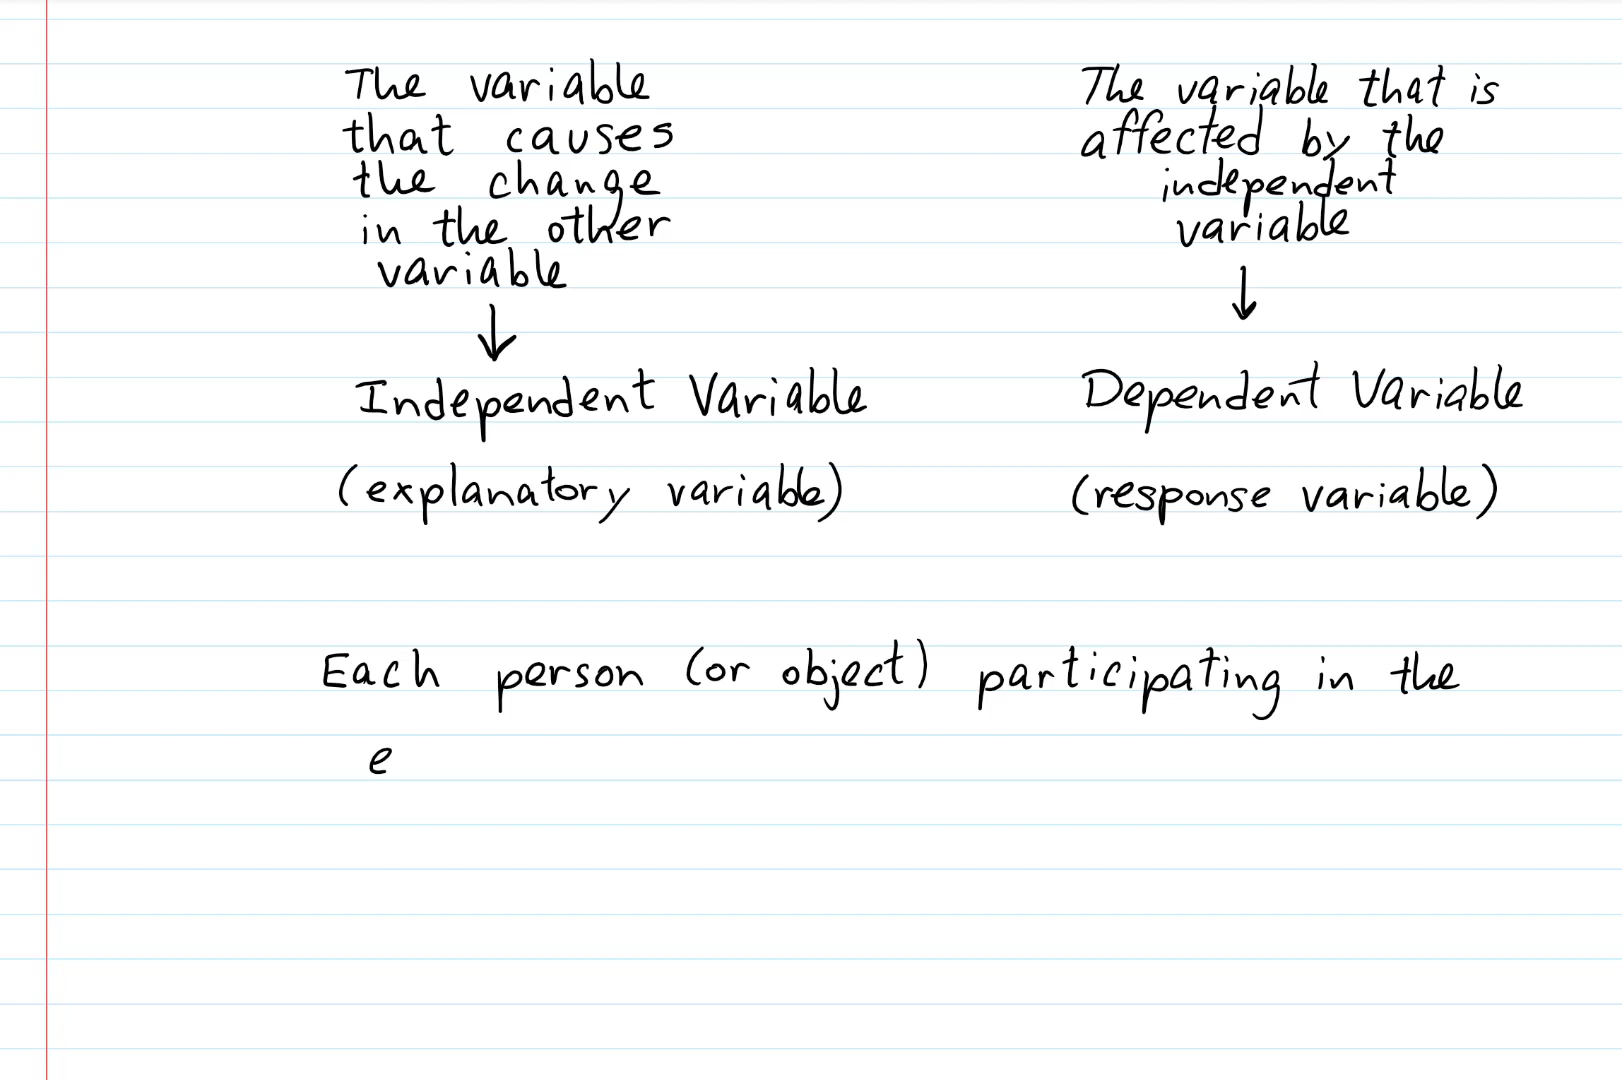 The variable
that causes
the change
in the other
variable
Independent Variable
(explanatory variable)
The variable that is
affected by the
independent
variable
Dependent Variable
(response variable)
Each person (or object) participating in the
e